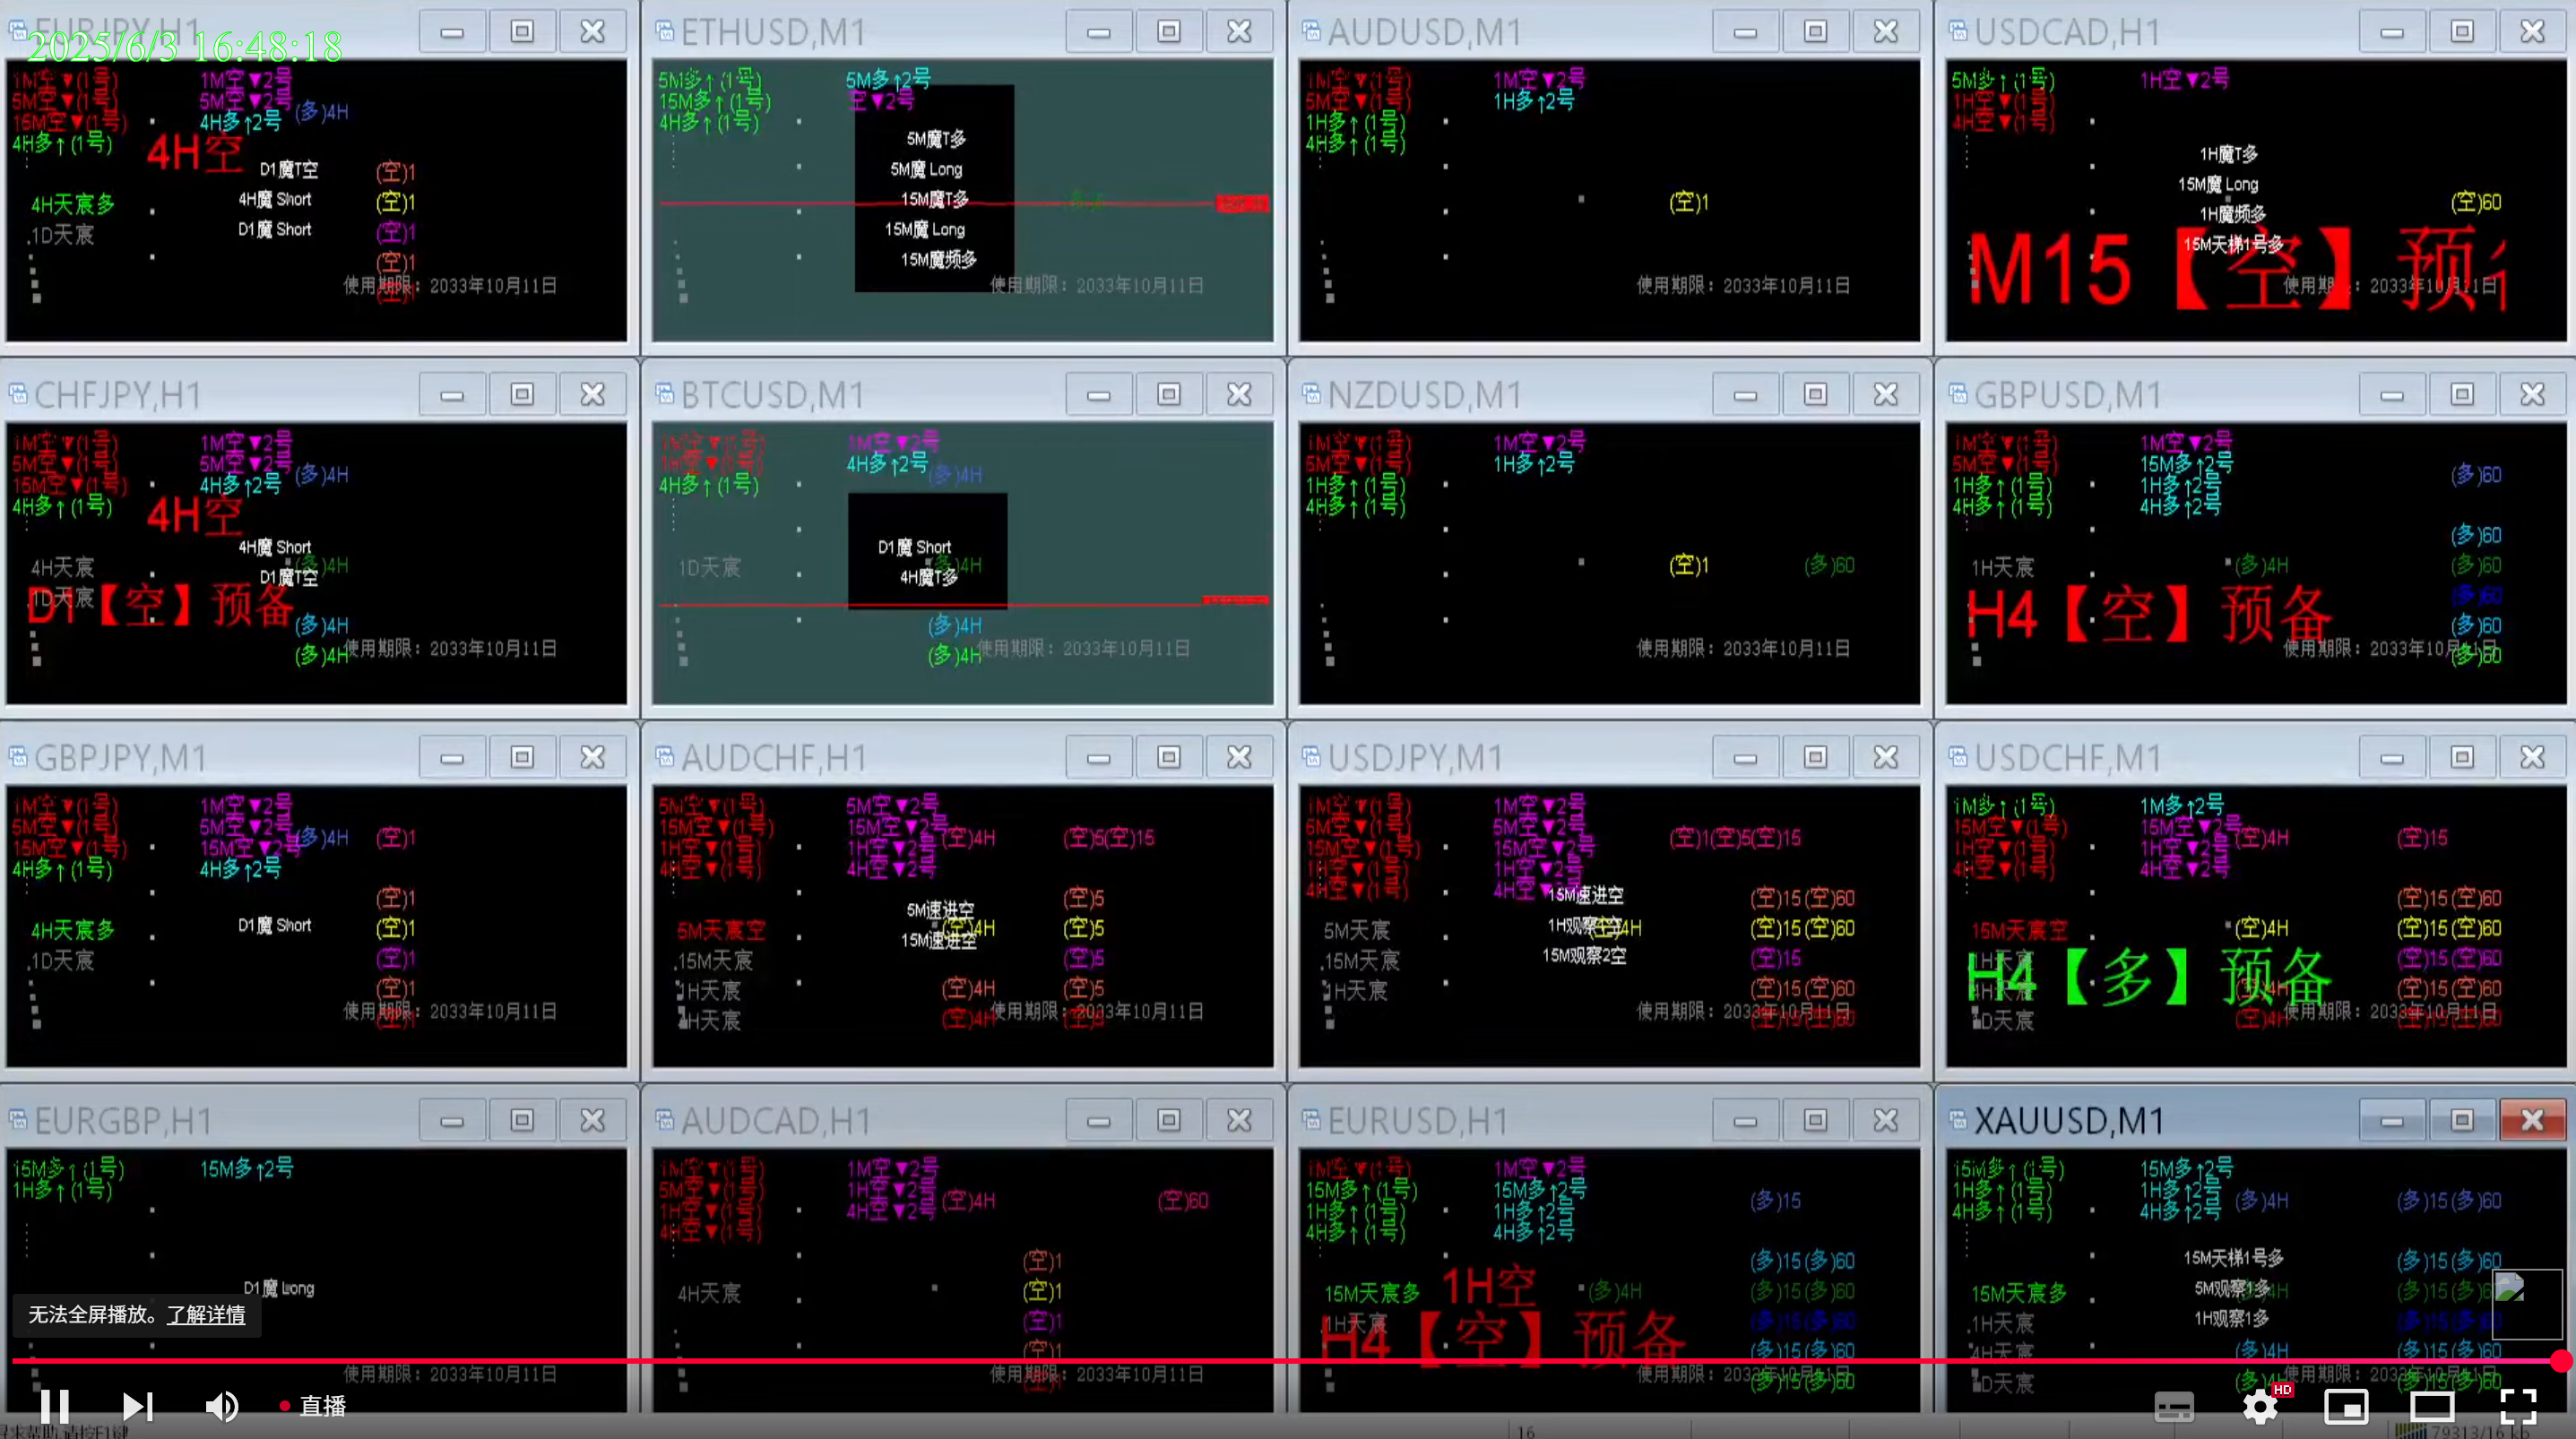 EURJPY,H1
2025/6/3 16:48:18
1M空▼(1号) 1M空▼2号
5M空▼(1号) 5M空▼2号 (多)4H
15M空▼(1号) 4H多↑2号
4H多↑(1号)
4H空
D1魔T空 (空)1
4H天宸多 4H魔 Short (空)1
1D天宸 D1魔 Short (空)1
(空)1
使用期限: 2033年10月11日
ETHUSD,M1
5M多↑(1号) 5M多↑2号
15M多↑(1号) 空▼2号
4H多↑(1号)
5M魔T多
5M魔 Long
15M魔T多
15M魔 Long
15M魔频多
使用期限: 2033年10月11日
AUDUSD,M1
1M空▼(1号) 1M空▼2号
5M空▼(1号) 1H多↑2号
1H多↑(1号)
4H多↑(1号)
(空)1
使用期限: 2033年10月11日
USDCAD,H1
5M多↑(1号) 1H空▼2号
1H空▼(1号)
4H空▼(1号)
1H魔T多
15M魔 Long
1H魔频多 (空)60
15M天梯1号多
M15【空】预
使用期限: 2033年10月11日
CHFJPY,H1
1M空▼(1号) 1M空▼2号
5M空▼(1号) 5M空▼2号 (多)4H
15M空▼(1号) 4H多↑2号
4H多↑(1号)
4H空
4H魔 Short
4H天宸 (多)4H
D1魔T空
1D天宸
D1【空】预备
(多)4H
(多)4H
使用期限: 2033年10月11日
BTCUSD,M1
1M空▼(1号) 1M空▼2号
1H空▼(1号) 4H多↑2号 (多)4H
4H多↑(1号)
D1魔 Short
1D天宸 (多)4H
4H魔T多
(多)4H
(多)4H
使用期限: 2033年10月11日
NZDUSD,M1
1M空▼(1号) 1M空▼2号
5M空▼(1号) 1H多↑2号
1H多↑(1号)
4H多↑(1号)
(空)1 (多)60
使用期限: 2033年10月11日
GBPUSD,M1
1M空▼(1号) 1M空▼2号
5M空▼(1号) 15M多↑2号 (多)60
1H多↑(1号) 1H多↑2号
4H多↑(1号) 4H多↑2号
(多)60
1H天宸 (多)4H (多)60
(多)60
H4【空】预备
(多)60
(多)60
使用期限: 2033年10月11日
GBPJPY,M1
1M空▼(1号) 1M空▼2号
5M空▼(1号) 5M空▼2号 (多)4H (空)1
15M空▼(1号) 15M空▼2号
4H多↑(1号) 4H多↑2号
(空)1
4H天宸多 D1魔 Short (空)1
1D天宸 (空)1
(空)1
使用期限: 2033年10月11日
AUDCHF,H1
5M空▼(1号) 5M空▼2号
15M空▼(1号) 15M空▼2号 (空)4H (空)5(空)15
1H空▼(1号) 1H空▼2号
4H空▼(1号) 4H空▼2号
5M速进空 (空)5
5M天宸空 (空)4H (空)5
15M速进空
15M天宸 (空)5
1H天宸 (空)4H (空)5
4H天宸 (空)4H
使用期限: 2033年10月11日
USDJPY,M1
1M空▼(1号) 1M空▼2号
5M空▼(1号) 5M空▼2号 (空)1(空)5(空)15
15M空▼(1号) 15M空▼2号
1H空▼(1号) 1H空▼2号
4H空▼(1号) 4H空▼2号
15M速进空 (空)15(空)60
5M天宸 1H观察 (空)4H (空)15(空)60
15M天宸 15M观察2空 (空)15
1H天宸 (空)15(空)60
使用期限: 2033年10月11日
(空)15(空)60
USDCHF,M1
1M多↑(1号) 1M多↑2号
15M空▼(1号) 15M空▼2号 (空)4H (空)15
1H空▼(1号) 1H空▼2号
4H空▼(1号) 4H空▼2号
(空)15(空)60
15M天宸空 (空)4H (空)15(空)60
1H天宸 (空)15(空)60
H4【多】预备
4H天宸 (空)4H (空)15(空)60
1D天宸 (空)4H (空)15(空)60
使用期限: 2033年10月11日
EURGBP,H1
15M多↑(1号) 15M多↑2号
1H多↑(1号)
D1魔 Long
使用期限: 2033年10月11日
AUDCAD,H1
1M空▼(1号) 1M空▼2号
5M空▼(1号) 1H空▼2号 (空)4H (空)60
1H空▼(1号) 4H空▼2号
4H空▼(1号)
(空)1
4H天宸 (空)1
(空)1
(空)1
使用期限: 2033年10月11日
EURUSD,H1
1M空▼(1号) 1M空▼2号
15M多↑(1号) 15M多↑2号 (多)15
1H多↑(1号) 1H多↑2号
4H多↑(1号) 4H多↑2号
(多)15(多)60
15M天宸多 1H空 (多)4H (多)15(多)60
1H天宸 (多)15(多)60
H4【空】预备
(多)15(多)60
使用期限: 2033年10月11日
(多)15(多)60
XAUUSD,M1
15M多↑(1号) 15M多↑2号
1H多↑(1号) 1H多↑2号 (多)4H (多)15(多)60
4H多↑(1号) 4H多↑2号
15M天梯1号多 (多)15(多)60
15M天宸多 5M观察1多 (多)15(多)6
1H天宸 1H观察1多 (多)15(多)6
4H天宸 (多)4H (多)15(多)60
1D天宸 (多)4H (多)15(多)60
使用期限: 2033年10月11日
无法全屏播放。了解详情
直播
HD
16
79313/16 kb